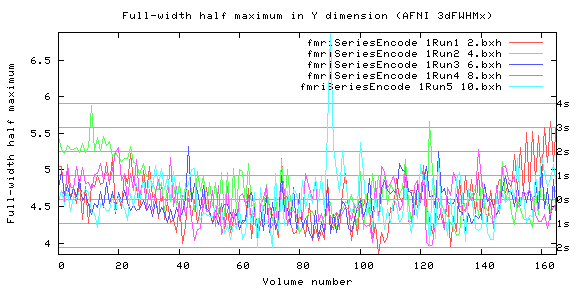 Full-width half maximum in Y dimension (AFNI 3dFWHMx)
fmriSeriesEncode 1Run1 2.bxh
fmriSeriesEncode 1Run2 4.bxh
fmriSeriesEncode 1Run3 6.bxh
fmriSeriesEncode 1Run4 8.bxh
fmriSeriesEncode 1Run5 10.bxh
Full-width half maximum
6.5
6
5.5
5
4.5
4
4s
3s
2s
1s
0s
1s
2s
0 20 40 60 80 100 120 140 160
Volume number